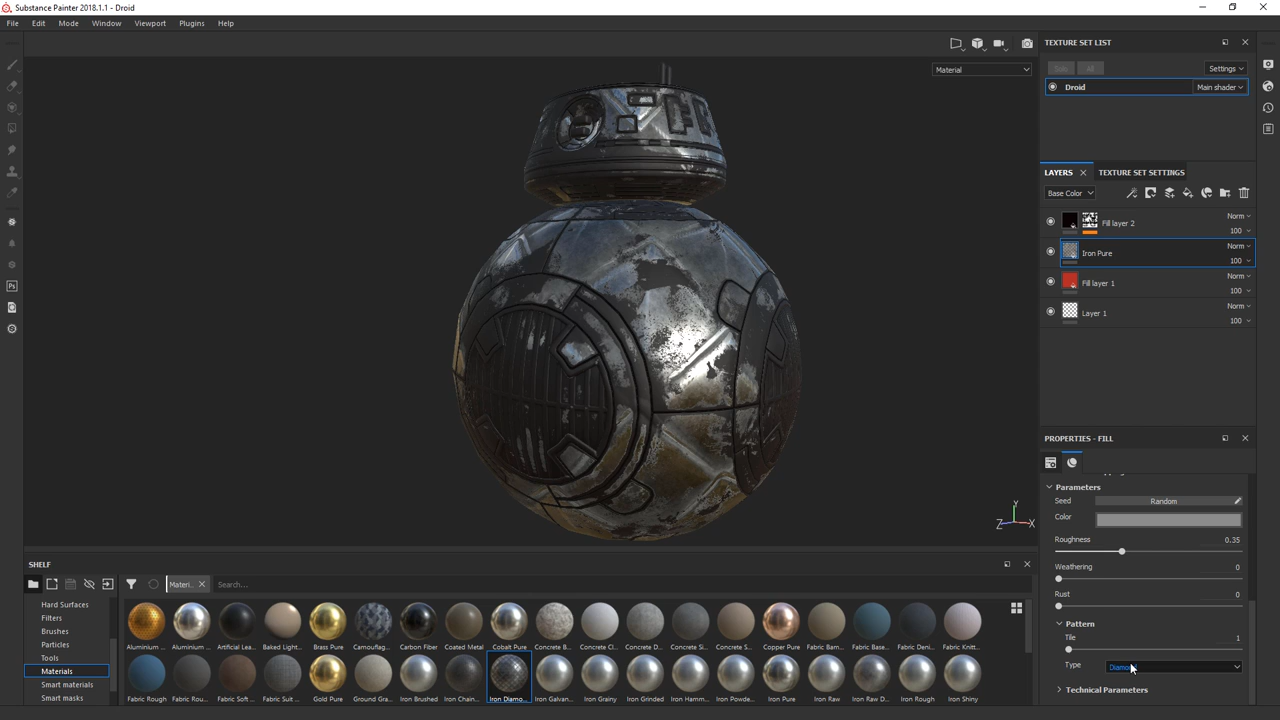 Substance Painter 2018.1.1 - Droid
File Edit Mode Window Viewport Plugins Help
Material
TEXTURE SET LIST
Solo All Settings
Droid Main shader
LAYERS TEXTURE SET SETTINGS
Base Color
Fill layer 2 Norm 100
Iron Pure Norm 100
Fill layer 1 Norm 100
Layer 1 Norm 100
Y
Z X
PROPERTIES - FILL
Parameters
Seed Random
Color
Roughness 0.35
Weathering 0
Rust 0
Pattern
Tile 1
Type
Technical Parameters
SHELF
Materi... Search...
Hard Surfaces
Filters
Brushes
Particles
Tools
Materials
Smart materials
Smart masks
Aluminium ... Aluminium ... Artificial Lea... Baked Light... Brass Pure Camouflag... Carbon Fiber Coated Metal Cobalt Pure Concrete B... Concrete Cl... Concrete D... Concrete Si... Concrete S... Copper Pure Fabric Bam... Fabric Base... Fabric Deni... Fabric Knitt...
Fabric Rough Fabric Rou... Fabric Soft ... Fabric Suit ... Gold Pure Ground Gra... Iron Brushed Iron Chain... Iron Diamo... Iron Galvan... Iron Grainy Iron Grinded Iron Hamm... Iron Powde... Iron Pure Iron Raw Iron Raw D... Iron Rough Iron Shiny
Ps